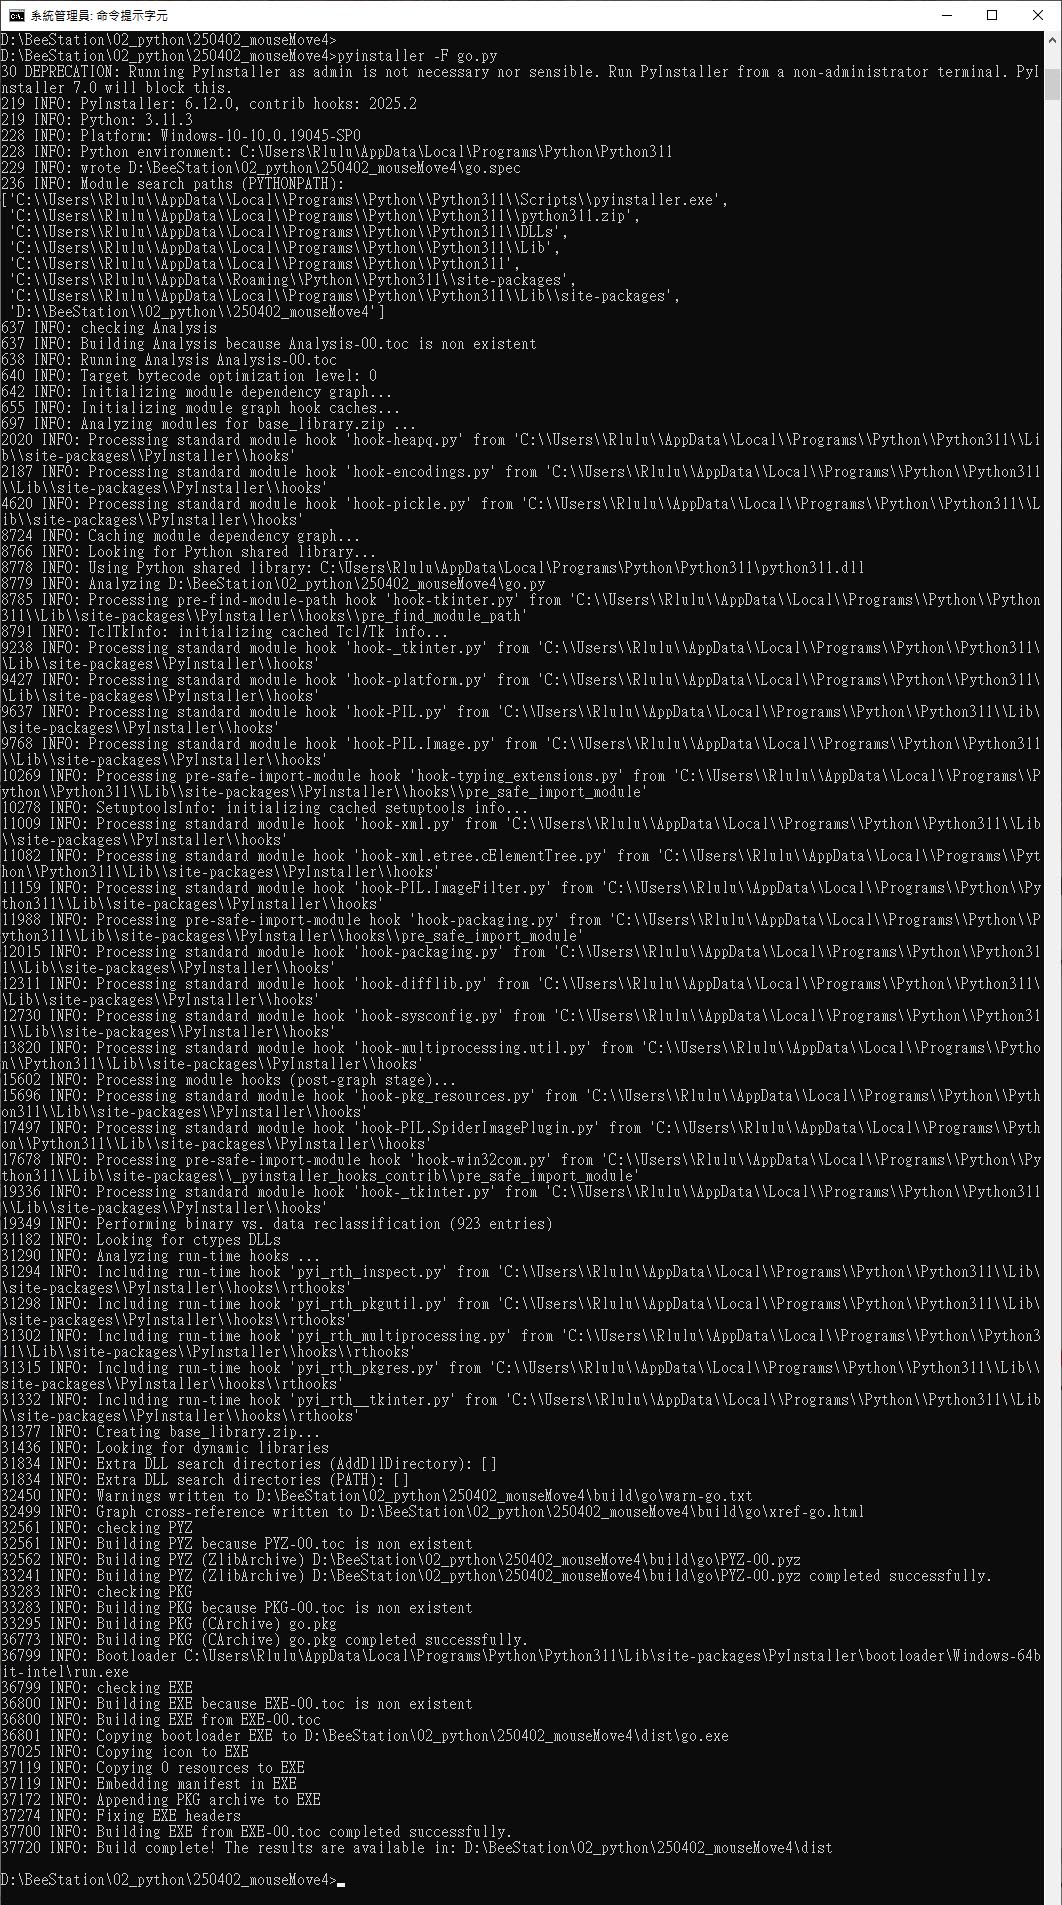 系統管理員: 命令提示字元
D:\BeeStation\02_python\250402_mouseMove4>
D:\BeeStation\02_python\250402_mouseMove4>pyinstaller -F go.py
30 DEPRECATION: Running PyInstaller as admin is not necessary nor sensible. Run PyInstaller from a non-administrator terminal. PyI
nstaller 7.0 will block this.
219 INFO: PyInstaller: 6.12.0, contrib hooks: 2025.2
219 INFO: Python: 3.11.3
228 INFO: Platform: Windows-10-10.0.19045-SP0
228 INFO: Python environment: C:\Users\Rlulu\AppData\Local\Programs\Python\Python311
229 INFO: wrote D:\BeeStation\02_python\250402_mouseMove4\go.spec
236 INFO: Module search paths (PYTHONPATH):
['C:\\Users\\Rlulu\\AppData\\Local\\Programs\\Python\\Python311\\Scripts\\pyinstaller.exe',
 'C:\\Users\\Rlulu\\AppData\\Local\\Programs\\Python\\Python311\\python311.zip',
 'C:\\Users\\Rlulu\\AppData\\Local\\Programs\\Python\\Python311\\DLLs',
 'C:\\Users\\Rlulu\\AppData\\Local\\Programs\\Python\\Python311\\Lib',
 'C:\\Users\\Rlulu\\AppData\\Local\\Programs\\Python\\Python311',
 'C:\\Users\\Rlulu\\AppData\\Roaming\\Python\\Python311\\site-packages',
 'C:\\Users\\Rlulu\\AppData\\Local\\Programs\\Python\\Python311\\Lib\\site-packages',
 'D:\\BeeStation\\02_python\\250402_mouseMove4']
637 INFO: checking Analysis
637 INFO: Building Analysis because Analysis-00.toc is non existent
638 INFO: Running Analysis Analysis-00.toc
640 INFO: Target bytecode optimization level: 0
642 INFO: Initializing module dependency graph...
655 INFO: Initializing module graph hook caches...
697 INFO: Analyzing modules for base_library.zip ...
2020 INFO: Processing standard module hook 'hook-heapq.py' from 'C:\\Users\\Rlulu\\AppData\\Local\\Programs\\Python\\Python311\\Li
b\\site-packages\\PyInstaller\\hooks'
2187 INFO: Processing standard module hook 'hook-encodings.py' from 'C:\\Users\\Rlulu\\AppData\\Local\\Programs\\Python\\Python311
\\Lib\\site-packages\\PyInstaller\\hooks'
4620 INFO: Processing standard module hook 'hook-pickle.py' from 'C:\\Users\\Rlulu\\AppData\\Local\\Programs\\Python\\Python311\\L
ib\\site-packages\\PyInstaller\\hooks'
8724 INFO: Caching module dependency graph...
8766 INFO: Looking for Python shared library...
8778 INFO: Using Python shared library: C:\Users\Rlulu\AppData\Local\Programs\Python\Python311\python311.dll
8779 INFO: Analyzing D:\BeeStation\02_python\250402_mouseMove4\go.py
8785 INFO: Processing pre-find-module-path hook 'hook-tkinter.py' from 'C:\\Users\\Rlulu\\AppData\\Local\\Programs\\Python\\Python
311\\Lib\\site-packages\\PyInstaller\\hooks\\pre_find_module_path'
8791 INFO: TclTkInfo: initializing cached Tcl/Tk info...
9238 INFO: Processing standard module hook 'hook-_tkinter.py' from 'C:\\Users\\Rlulu\\AppData\\Local\\Programs\\Python\\Python311\
\Lib\\site-packages\\PyInstaller\\hooks'
9427 INFO: Processing standard module hook 'hook-platform.py' from 'C:\\Users\\Rlulu\\AppData\\Local\\Programs\\Python\\Python311\
\Lib\\site-packages\\PyInstaller\\hooks'
9637 INFO: Processing standard module hook 'hook-PIL.py' from 'C:\\Users\\Rlulu\\AppData\\Local\\Programs\\Python\\Python311\\Lib\
\site-packages\\PyInstaller\\hooks'
9768 INFO: Processing standard module hook 'hook-PIL.Image.py' from 'C:\\Users\\Rlulu\\AppData\\Local\\Programs\\Python\\Python311
\\Lib\\site-packages\\PyInstaller\\hooks'
10269 INFO: Processing pre-safe-import-module hook 'hook-typing_extensions.py' from 'C:\\Users\\Rlulu\\AppData\\Local\\Programs\\P
ython\\Python311\\Lib\\site-packages\\PyInstaller\\hooks\\pre_safe_import_module'
10278 INFO: SetuptoolsInfo: initializing cached setuptools info...
11009 INFO: Processing standard module hook 'hook-xml.py' from 'C:\\Users\\Rlulu\\AppData\\Local\\Programs\\Python\\Python311\\Lib
\\site-packages\\PyInstaller\\hooks'
11082 INFO: Processing standard module hook 'hook-xml.etree.cElementTree.py' from 'C:\\Users\\Rlulu\\AppData\\Local\\Programs\\Pyt
hon\\Python311\\Lib\\site-packages\\PyInstaller\\hooks'
11159 INFO: Processing standard module hook 'hook-PIL.ImageFilter.py' from 'C:\\Users\\Rlulu\\AppData\\Local\\Programs\\Python\\Py
thon311\\Lib\\site-packages\\PyInstaller\\hooks'
11988 INFO: Processing pre-safe-import-module hook 'hook-packaging.py' from 'C:\\Users\\Rlulu\\AppData\\Local\\Programs\\Python\\P
ython311\\Lib\\site-packages\\PyInstaller\\hooks\\pre_safe_import_module'
12015 INFO: Processing standard module hook 'hook-packaging.py' from 'C:\\Users\\Rlulu\\AppData\\Local\\Programs\\Python\\Python31
1\\Lib\\site-packages\\PyInstaller\\hooks'
12311 INFO: Processing standard module hook 'hook-difflib.py' from 'C:\\Users\\Rlulu\\AppData\\Local\\Programs\\Python\\Python311\
\Lib\\site-packages\\PyInstaller\\hooks'
12730 INFO: Processing standard module hook 'hook-sysconfig.py' from 'C:\\Users\\Rlulu\\AppData\\Local\\Programs\\Python\\Python31
1\\Lib\\site-packages\\PyInstaller\\hooks'
13820 INFO: Processing standard module hook 'hook-multiprocessing.util.py' from 'C:\\Users\\Rlulu\\AppData\\Local\\Programs\\Pytho
n\\Python311\\Lib\\site-packages\\PyInstaller\\hooks'
15602 INFO: Processing module hooks (post-graph stage)...
15696 INFO: Processing standard module hook 'hook-pkg_resources.py' from 'C:\\Users\\Rlulu\\AppData\\Local\\Programs\\Python\\Pyth
on311\\Lib\\site-packages\\PyInstaller\\hooks'
17497 INFO: Processing standard module hook 'hook-PIL.SpiderImagePlugin.py' from 'C:\\Users\\Rlulu\\AppData\\Local\\Programs\\Pyth
on\\Python311\\Lib\\site-packages\\PyInstaller\\hooks'
17678 INFO: Processing pre-safe-import-module hook 'hook-win32com.py' from 'C:\\Users\\Rlulu\\AppData\\Local\\Programs\\Python\\Py
thon311\\Lib\\site-packages\\_pyinstaller_hooks_contrib\\pre_safe_import_module'
19336 INFO: Processing standard module hook 'hook-_tkinter.py' from 'C:\\Users\\Rlulu\\AppData\\Local\\Programs\\Python\\Python311
\\Lib\\site-packages\\PyInstaller\\hooks'
19349 INFO: Performing binary vs. data reclassification (923 entries)
31182 INFO: Looking for ctypes DLLs
31290 INFO: Analyzing run-time hooks ...
31294 INFO: Including run-time hook 'pyi_rth_inspect.py' from 'C:\\Users\\Rlulu\\AppData\\Local\\Programs\\Python\\Python311\\Lib\
\site-packages\\PyInstaller\\hooks\\rthooks'
31298 INFO: Including run-time hook 'pyi_rth_pkgutil.py' from 'C:\\Users\\Rlulu\\AppData\\Local\\Programs\\Python\\Python311\\Lib\
\site-packages\\PyInstaller\\hooks\\rthooks'
31302 INFO: Including run-time hook 'pyi_rth_multiprocessing.py' from 'C:\\Users\\Rlulu\\AppData\\Local\\Programs\\Python\\Python3
11\\Lib\\site-packages\\PyInstaller\\hooks\\rthooks'
31315 INFO: Including run-time hook 'pyi_rth_pkgres.py' from 'C:\\Users\\Rlulu\\AppData\\Local\\Programs\\Python\\Python311\\Lib\\
site-packages\\PyInstaller\\hooks\\rthooks'
31332 INFO: Including run-time hook 'pyi_rth__tkinter.py' from 'C:\\Users\\Rlulu\\AppData\\Local\\Programs\\Python\\Python311\\Lib
\\site-packages\\PyInstaller\\hooks\\rthooks'
31377 INFO: Creating base_library.zip...
31436 INFO: Looking for dynamic libraries
31834 INFO: Extra DLL search directories (AddDllDirectory): []
31834 INFO: Extra DLL search directories (PATH): []
32450 INFO: Warnings written to D:\BeeStation\02_python\250402_mouseMove4\build\go\warn-go.txt
32499 INFO: Graph cross-reference written to D:\BeeStation\02_python\250402_mouseMove4\build\go\xref-go.html
32561 INFO: checking PYZ
32561 INFO: Building PYZ because PYZ-00.toc is non existent
32562 INFO: Building PYZ (ZlibArchive) D:\BeeStation\02_python\250402_mouseMove4\build\go\PYZ-00.pyz
33241 INFO: Building PYZ (ZlibArchive) D:\BeeStation\02_python\250402_mouseMove4\build\go\PYZ-00.pyz completed successfully.
33283 INFO: checking PKG
33283 INFO: Building PKG because PKG-00.toc is non existent
33295 INFO: Building PKG (CArchive) go.pkg
36773 INFO: Building PKG (CArchive) go.pkg completed successfully.
36799 INFO: Bootloader C:\Users\Rlulu\AppData\Local\Programs\Python\Python311\Lib\site-packages\PyInstaller\bootloader\Windows-64b
it-intel\run.exe
36799 INFO: checking EXE
36800 INFO: Building EXE because EXE-00.toc is non existent
36800 INFO: Building EXE from EXE-00.toc
36801 INFO: Copying bootloader EXE to D:\BeeStation\02_python\250402_mouseMove4\dist\go.exe
37025 INFO: Copying icon to EXE
37119 INFO: Copying 0 resources to EXE
37119 INFO: Embedding manifest in EXE
37172 INFO: Appending PKG archive to EXE
37274 INFO: Fixing EXE headers
37700 INFO: Building EXE from EXE-00.toc completed successfully.
37720 INFO: Build complete! The results are available in: D:\BeeStation\02_python\250402_mouseMove4\dist
D:\BeeStation\02_python\250402_mouseMove4>